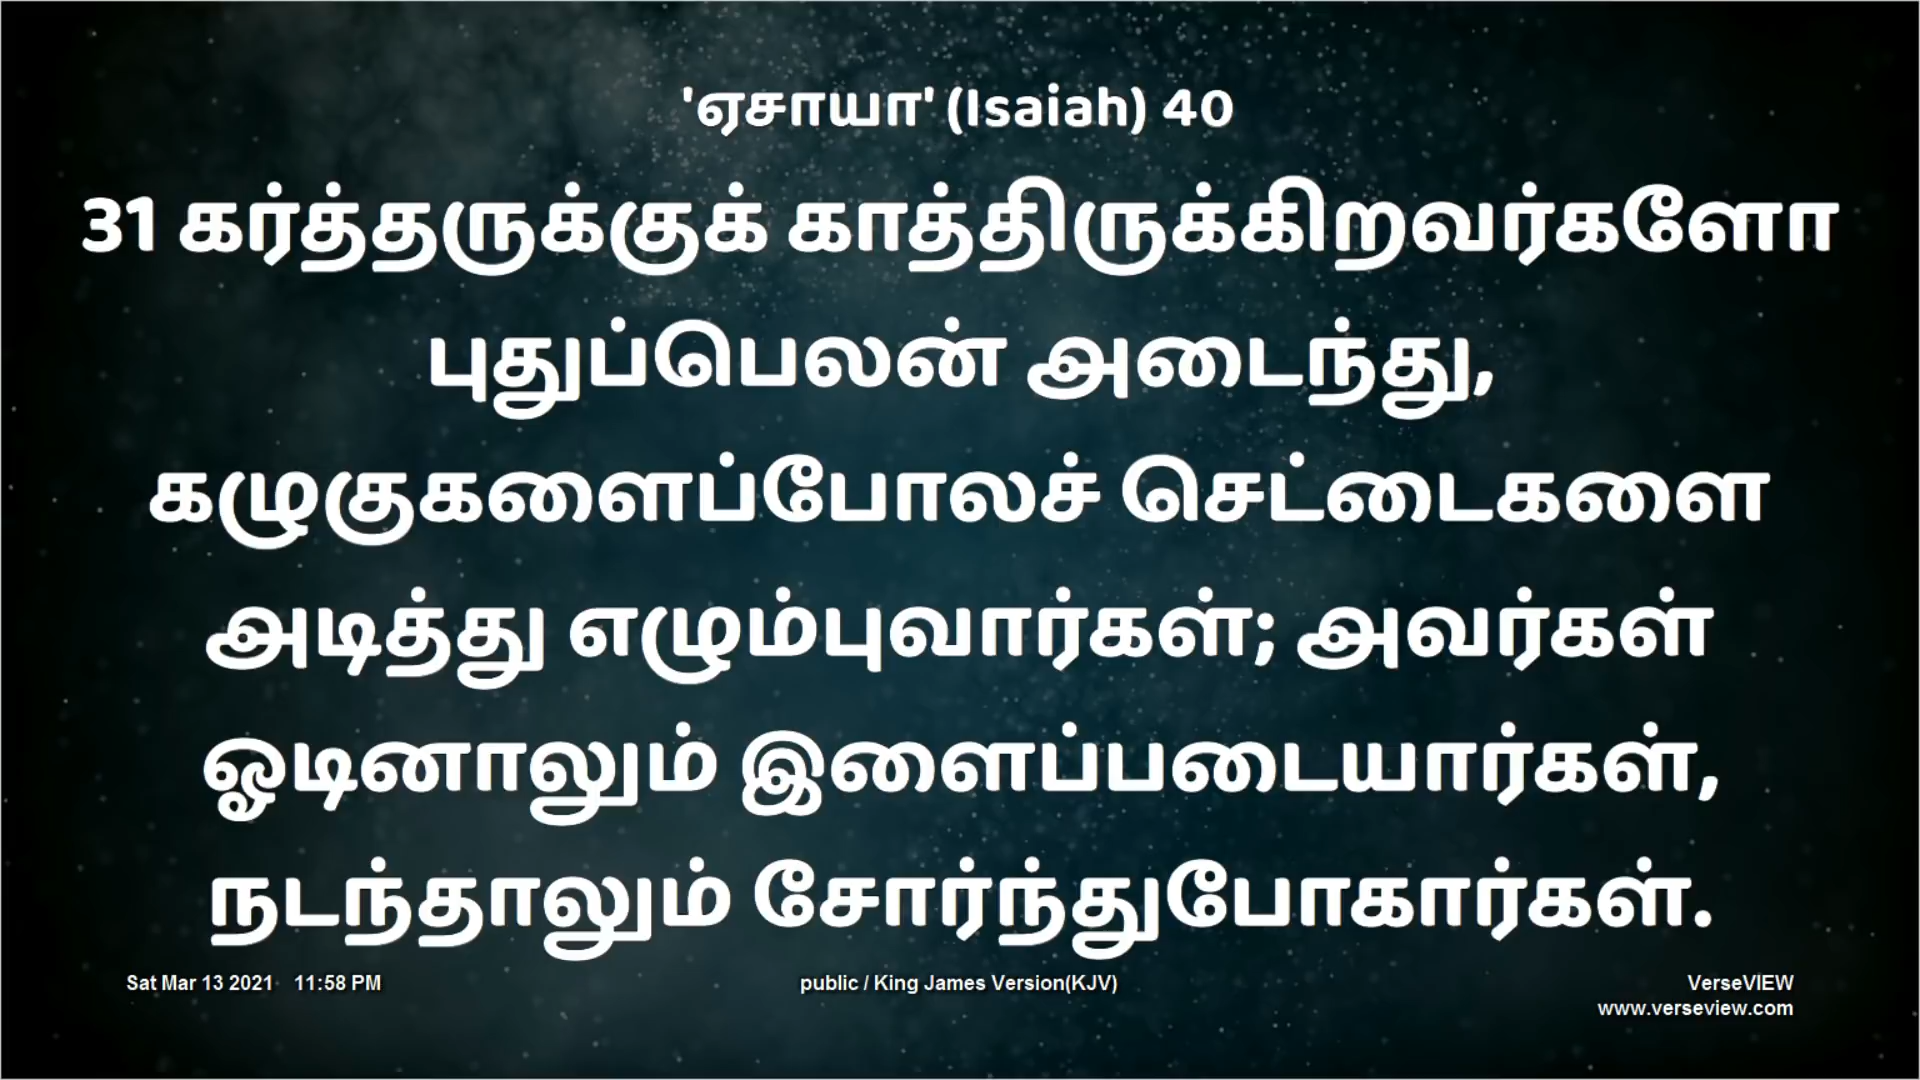 'ஏசாயா' (Isaiah) 40
31 கர்த்தருக்குக் காத்திருக்கிறவர்களோ
புதுப்பெலன் அடைந்து,
கழுகுகளைப்போலச் செட்டைகளை
அடித்து எழும்புவார்கள்; அவர்கள்
ஓடினாலும் இளைப்படையார்கள்,
நடந்தாலும் சோர்ந்துபோகார்கள்.
Sat Mar 13 2021 11:58 PM
public / King James Version(KJV)
VerseVIEW
www.verseview.com